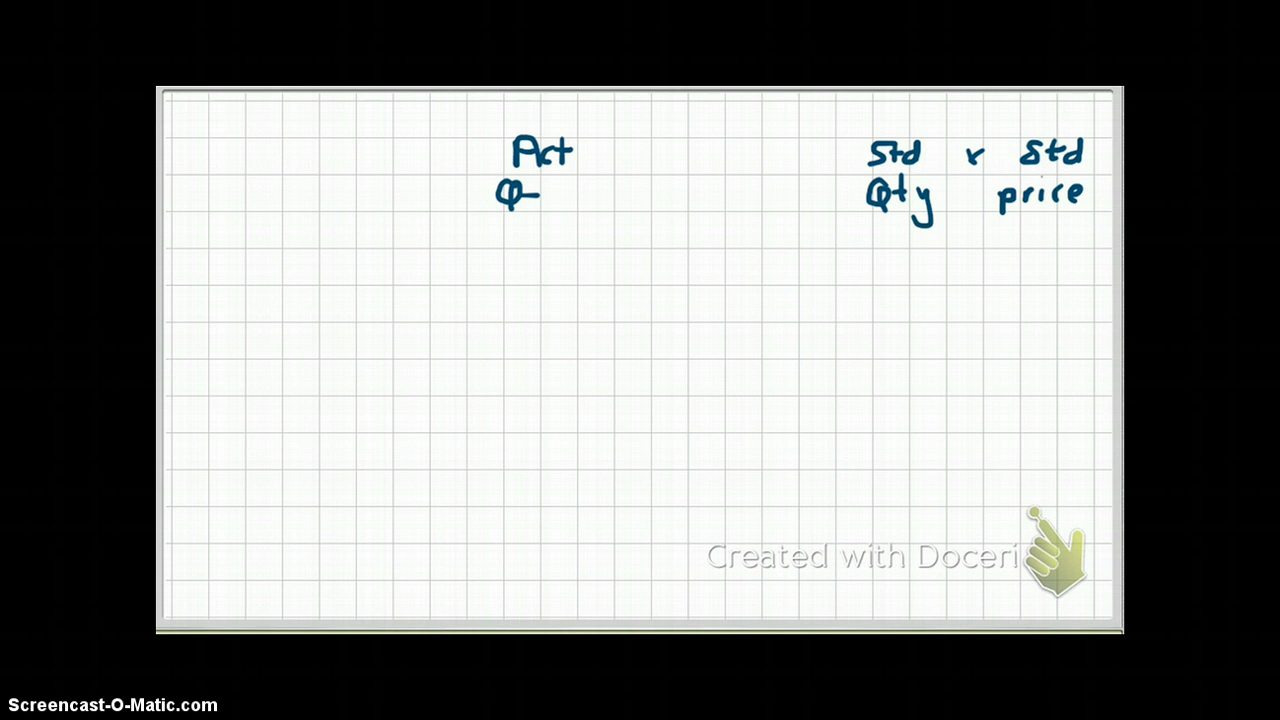 Act
Q
Std x Std
Qty price
Created with Doceri
Screencast-O-Matic.com